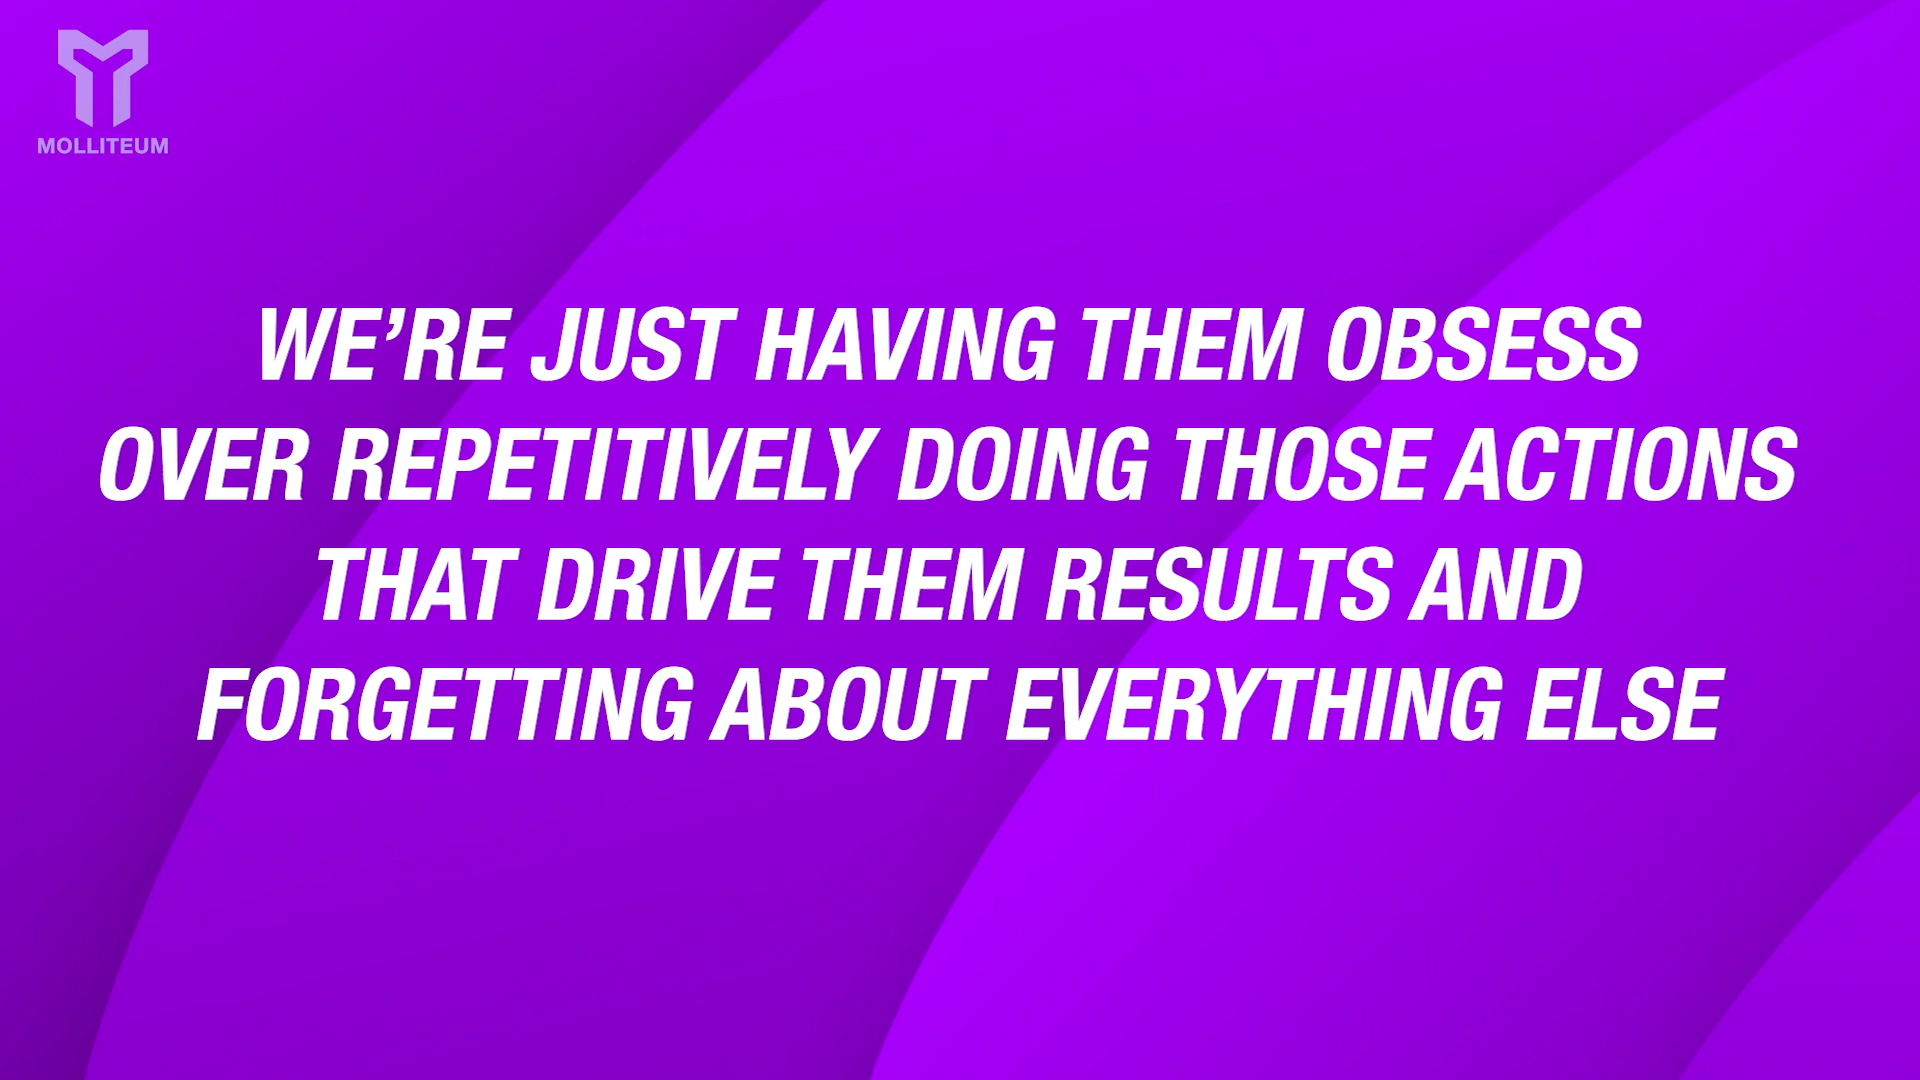 MOLLITEUM
WE’RE JUST HAVING THEM OBSESS
OVER REPETITIVELY DOING THOSE ACTIONS
THAT DRIVE THEM RESULTS AND
FORGETTING ABOUT EVERYTHING ELSE